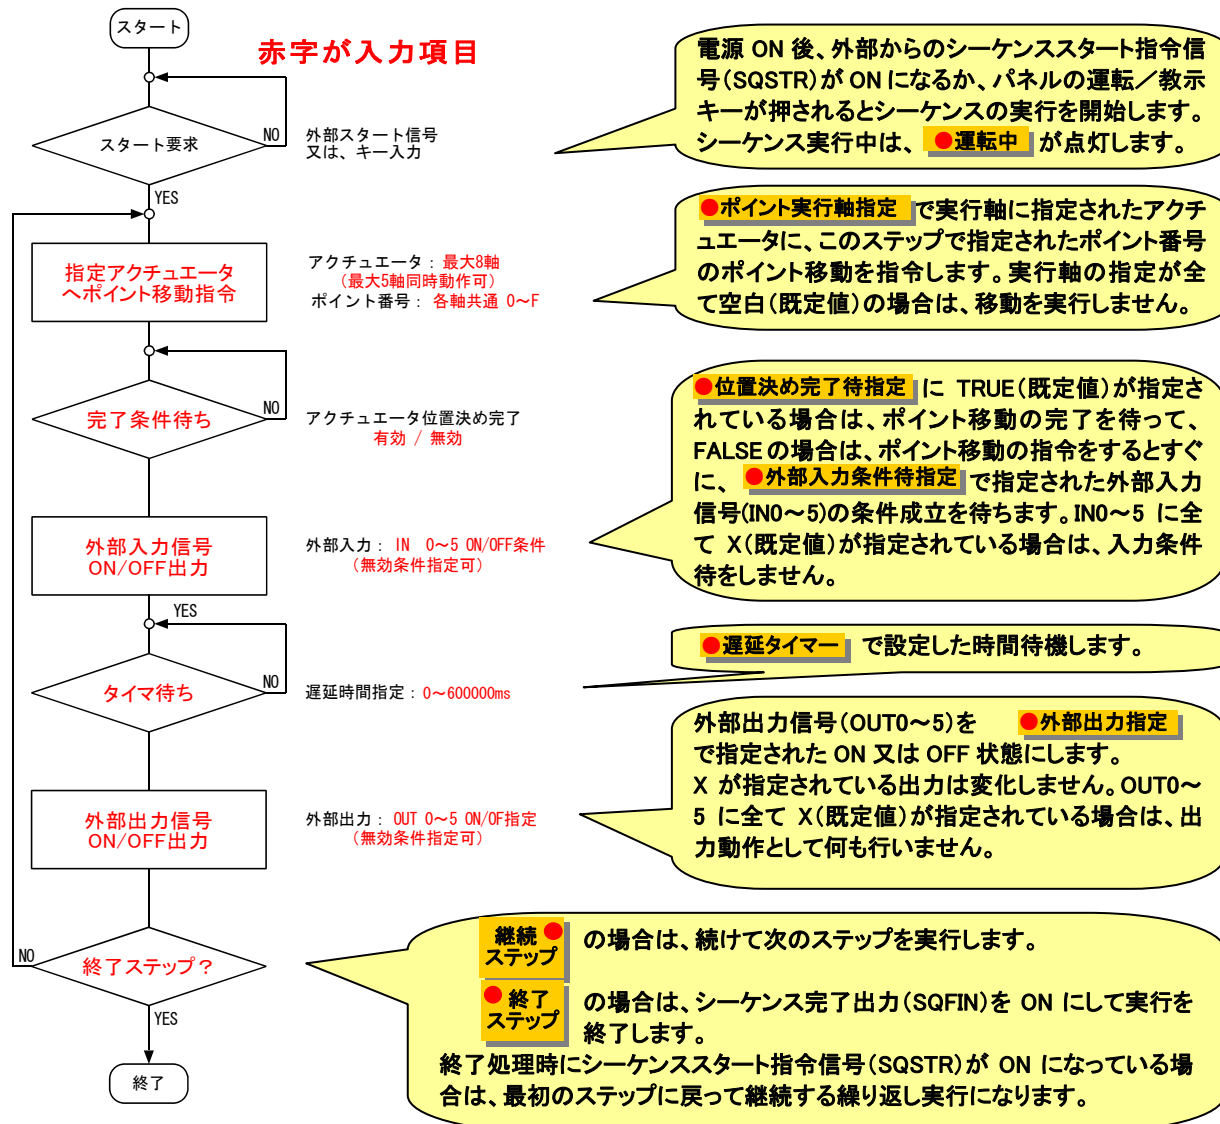 スタート
赤字が入力項目
スタート要求
NO
外部スタート信号
又は、キー入力
YES
電源 ON 後、外部からのシーケンススタート指令信
号(SQSTR)が ON になるか、パネルの運転／教示
キーが押されるとシーケンスの実行を開始します。
シーケンス実行中は、 ●運転中 が点灯します。
指定アクチュエータ
へポイント移動指令
アクチュエータ：最大8軸
（最大5軸同時動作可）
ポイント番号：各軸共通 0～F
●ポイント実行軸指定 で実行軸に指定されたアクチ
ュエータに、このステップで指定されたポイント番号
のポイント移動を指令します。実行軸の指定が全
て空白(既定値)の場合は、移動を実行しません。
完了条件待ち
NO
アクチュエータ位置決め完了
有効 / 無効
●位置決め完了待指定 に TRUE(既定値)が指定さ
れている場合は、ポイント移動の完了を待って、
FALSE の場合は、ポイント移動の指令をするとすぐ
に、 ●外部入力条件待指定 で指定された外部入力
信号(IN0～5)の条件成立を待ちます。IN0～5 に全
て X(既定値)が指定されている場合は、入力条件
待をしません。
外部入力信号
ON/OFF出力
外部入力：IN 0～5 ON/OFF条件
（無効条件指定可）
YES
タイマ待ち
NO
遅延時間指定：0～600000ms
●遅延タイマー で設定した時間待機します。
外部出力信号
ON/OFF出力
外部出力：OUT 0～5 ON/OF指定
（無効条件指定可）
外部出力信号(OUT0～5)を ●外部出力指定
で指定された ON 又は OFF 状態にします。
X が指定されている出力は変化しません。OUT0～
5 に全て X(既定値)が指定されている場合は、出
力動作として何も行いません。
NO
終了ステップ？
YES
終了
継続●
ステップ の場合は、続けて次のステップを実行します。
●終了
ステップ の場合は、シーケンス完了出力(SQFIN)を ON にして実行を
終了します。
終了処理時にシーケンススタート指令信号(SQSTR)が ON になっている場
合は、最初のステップに戻って継続する繰り返し実行になります。